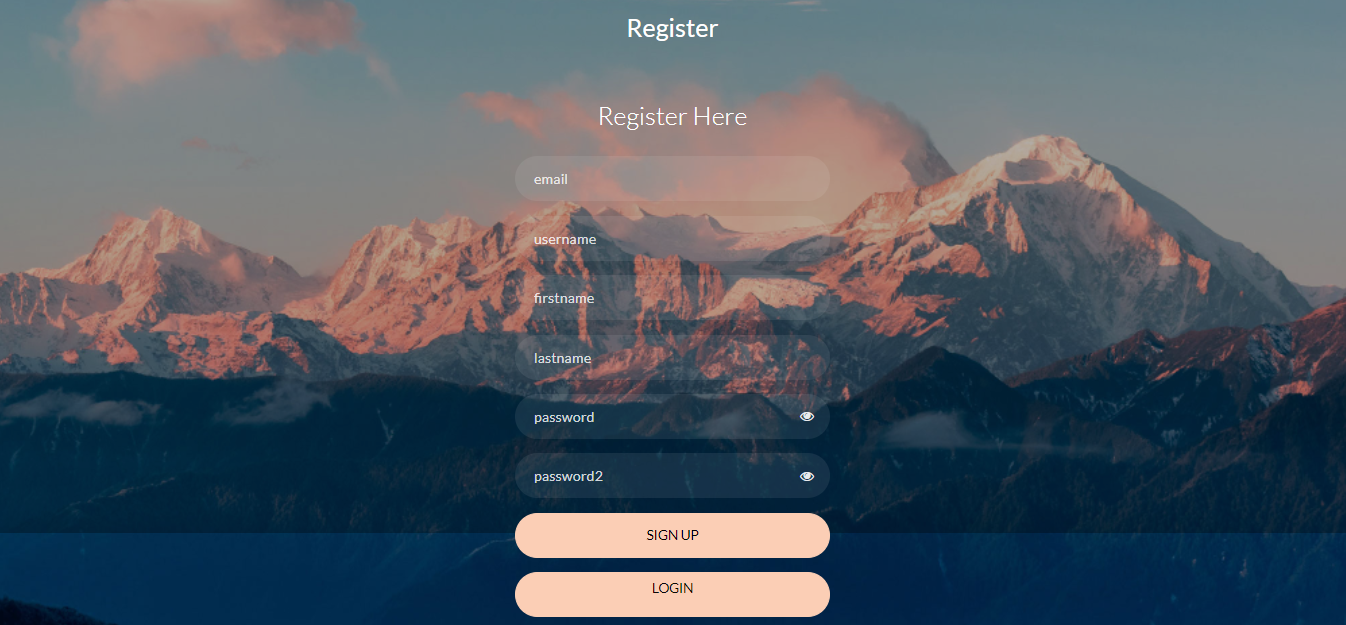 Register
Register Here
email
username
firstname
lastname
password
password2
SIGN UP
LOGIN